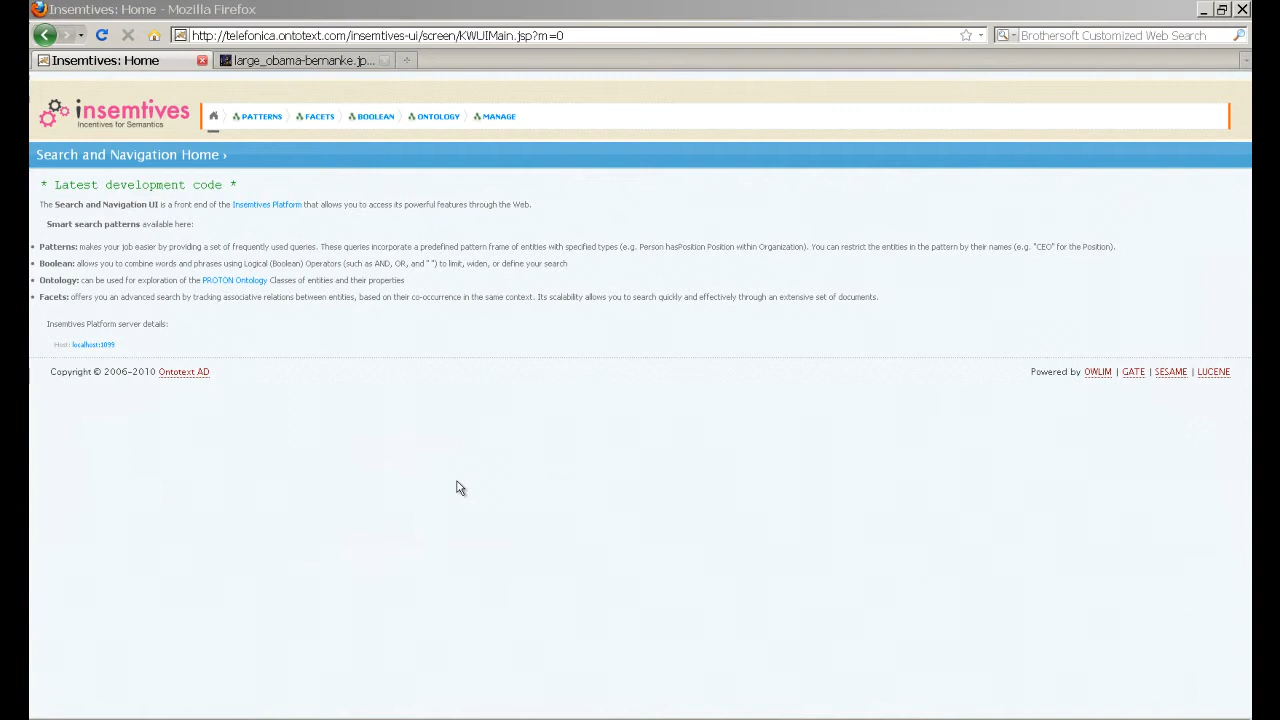 Insemtives: Home - Mozilla Firefox
http://telefonica.ontotext.com/insemtives-ui/screen/KWUIMain.jsp?m=0
Brothersoft Customized Web Search
Insemtives: Home
large_obama-bernanke.jp...
insemtives
Incentives for Semantics
PATTERNS FACETS BOOLEAN ONTOLOGY MANAGE
Search and Navigation Home ›
* Latest development code *
The Search and Navigation UI is a front end of the Insemtives Platform that allows you to access its powerful features through the Web.
Smart search patterns available here:
Patterns: makes your job easier by providing a set of frequently used queries. These queries incorporate a predefined pattern frame of entities with specified types (e.g. Person hasPosition Position within Organization). You can restrict the entities in the pattern by their names (e.g. "CEO" for the Position).
Boolean: allows you to combine words and phrases using Logical (Boolean) Operators (such as AND, OR, and " ") to limit, widen, or define your search
Ontology: can be used for exploration of the PROTON Ontology Classes of entities and their properties
Facets: offers you an advanced search by tracking associative relations between entities, based on their co-occurrence in the same context. Its scalability allows you to search quickly and effectively through an extensive set of documents.
Insemtives Platform server details:
Host: localhost:1099
Copyright © 2006-2010 Ontotext AD
Powered by OWLIM | GATE | SESAME | LUCENE